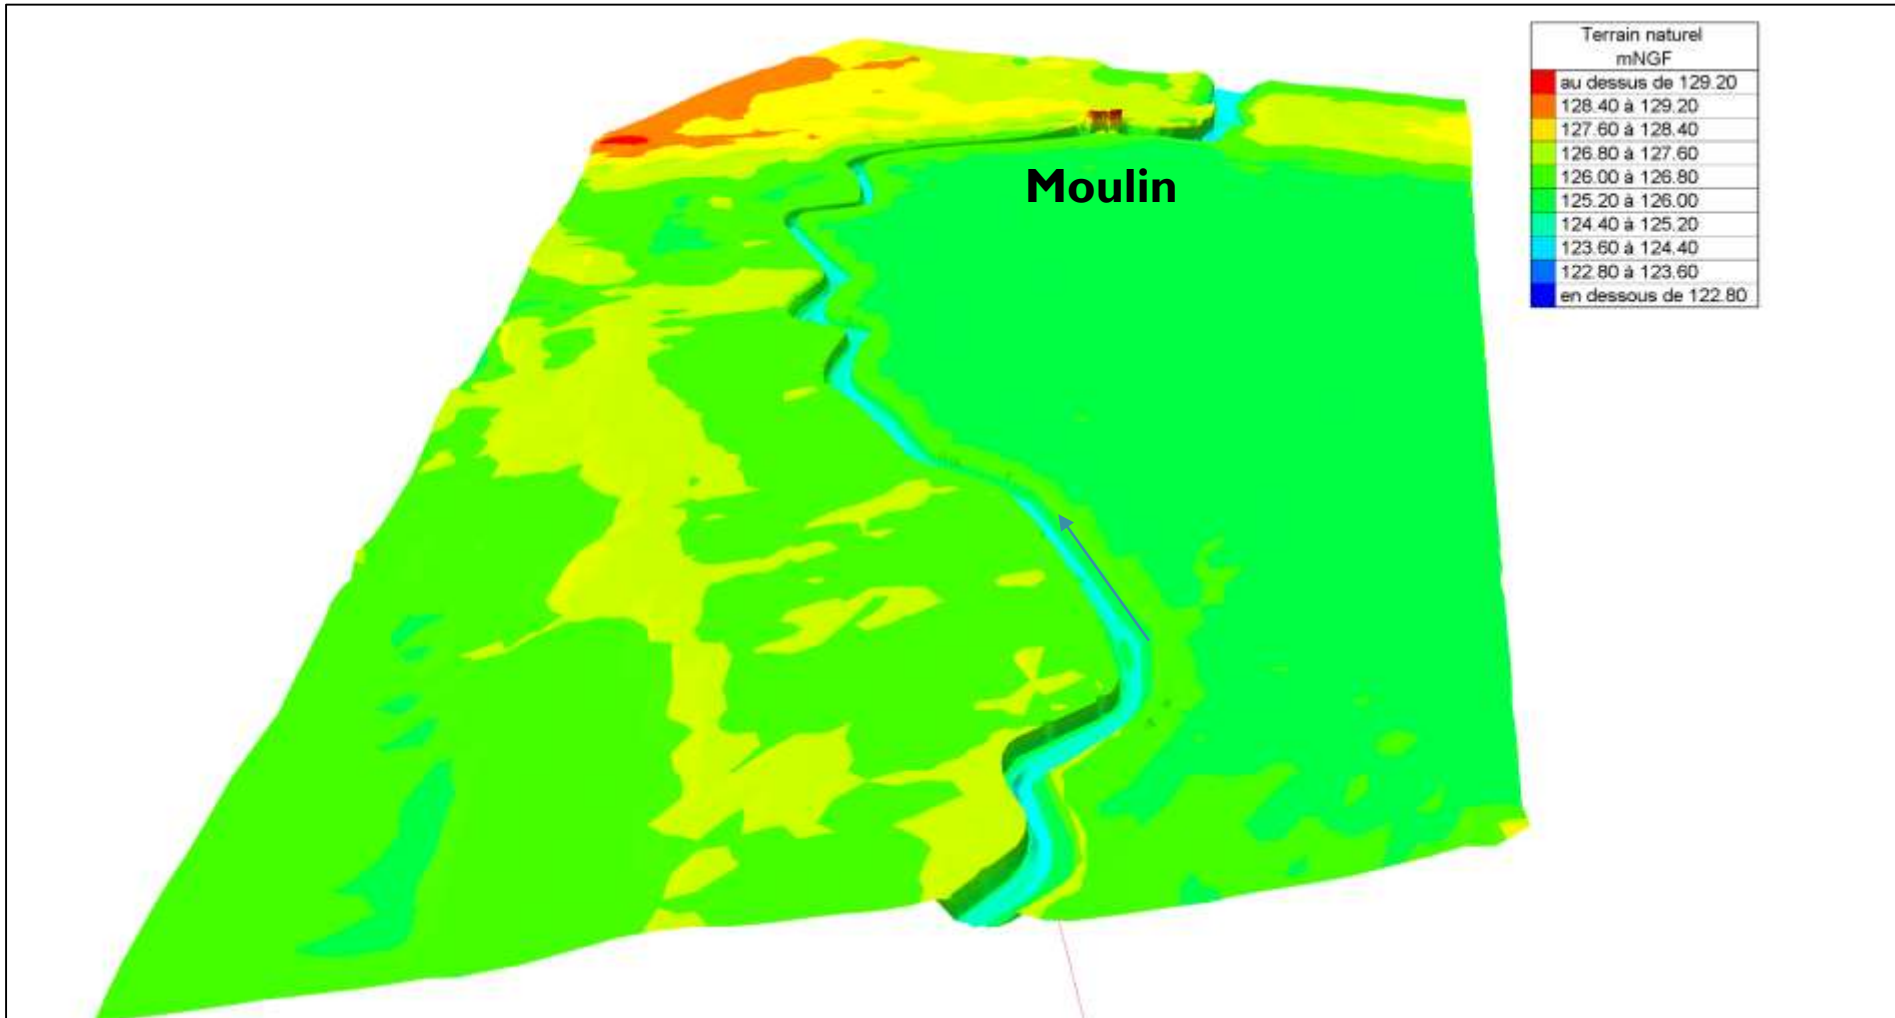 Terrain naturel
mNGF
au dessus de 129.20
128.40 à 129.20
127.60 à 128.40
126.80 à 127.60
126.00 à 126.80
125.20 à 126.00
124.40 à 125.20
123.60 à 124.40
122.80 à 123.60
en dessous de 122.80
Moulin